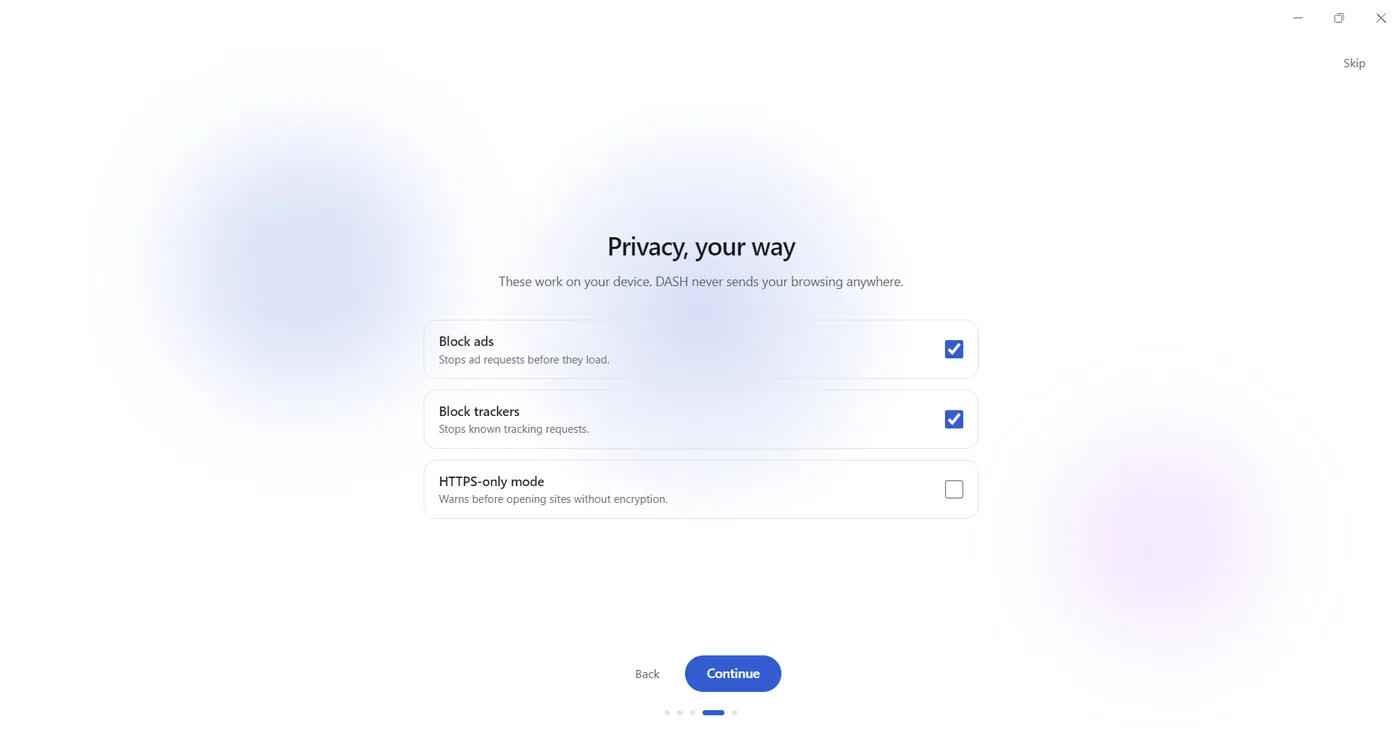 Skip
Privacy, your way
These work on your device. DASH never sends your browsing anywhere.
Block ads
Stops ad requests before they load.
Block trackers
Stops known tracking requests.
HTTPS-only mode
Warns before opening sites without encryption.
Back
Continue